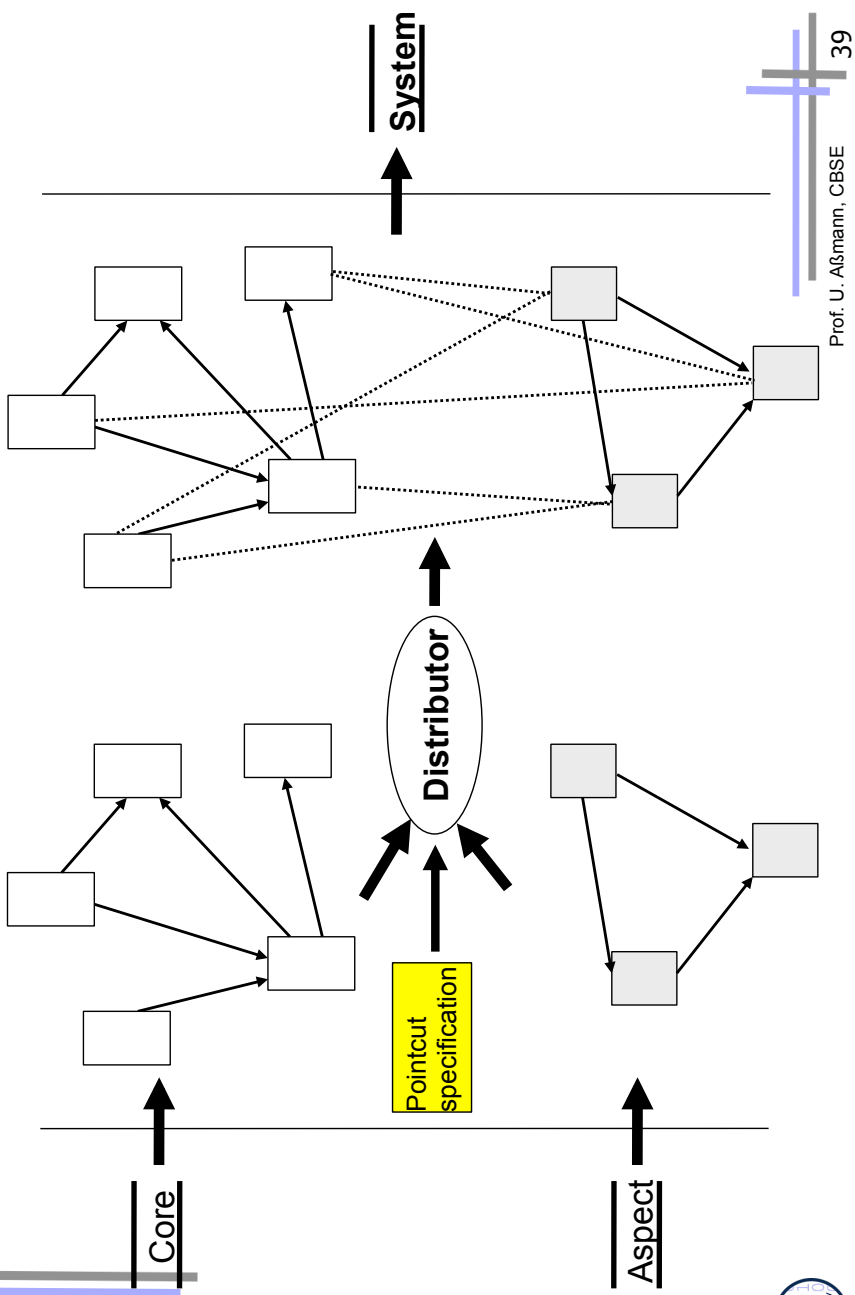 Core
Pointcut
specification
Aspect
Distributor
System
Prof. U. Aßmann, CBSE
39